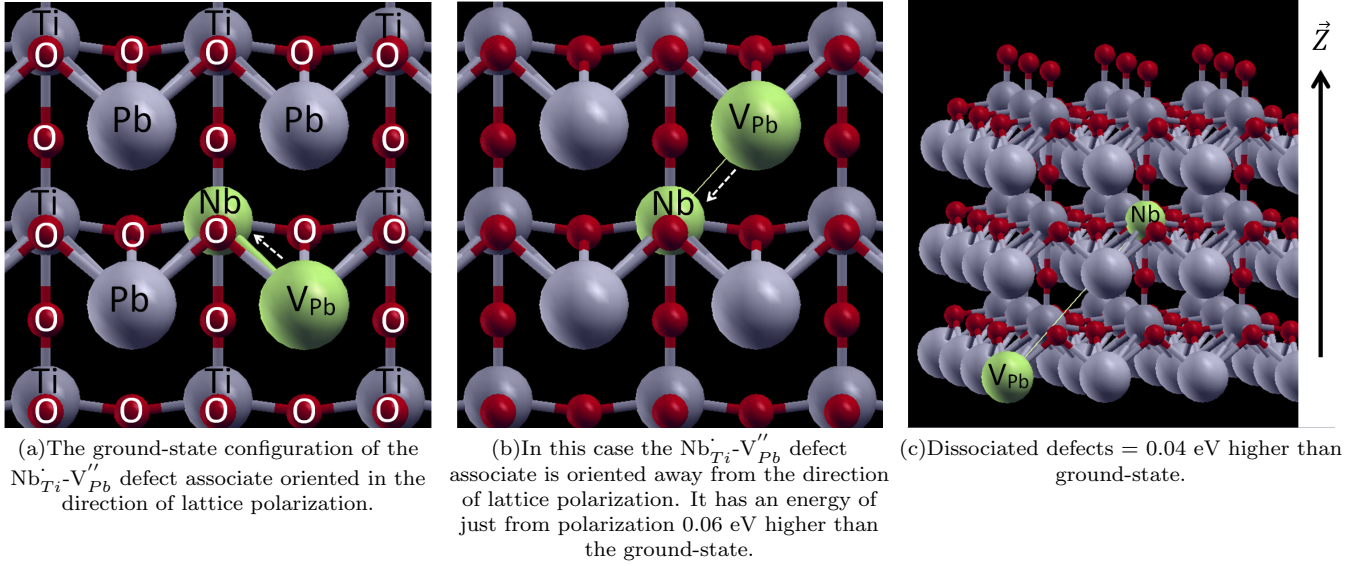 Ti Ti Ti
O O O O O
Pb Pb
O O O
Ti Nb Ti
O O O O O
Pb VPb
O O O
Ti Ti Ti
O O O O O
VPb
Nb
Nb
VPb
Z⃗
(a)The ground-state configuration of the
Nb˙Ti-V′′Pb defect associate oriented in the
direction of lattice polarization.
(b)In this case the Nb˙Ti-V′′Pb defect
associate is oriented away from the direction
of lattice polarization. It has an energy of
just from polarization 0.06 eV higher than
the ground-state.
(c)Dissociated defects = 0.04 eV higher than
ground-state.